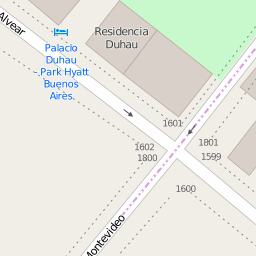 Alvear
Residencia
Duhau
Palacio
Duhau
- Park Hyatt
Buenos
Aires.
1601
1602
1801
1800
1599
1600
Montevideo